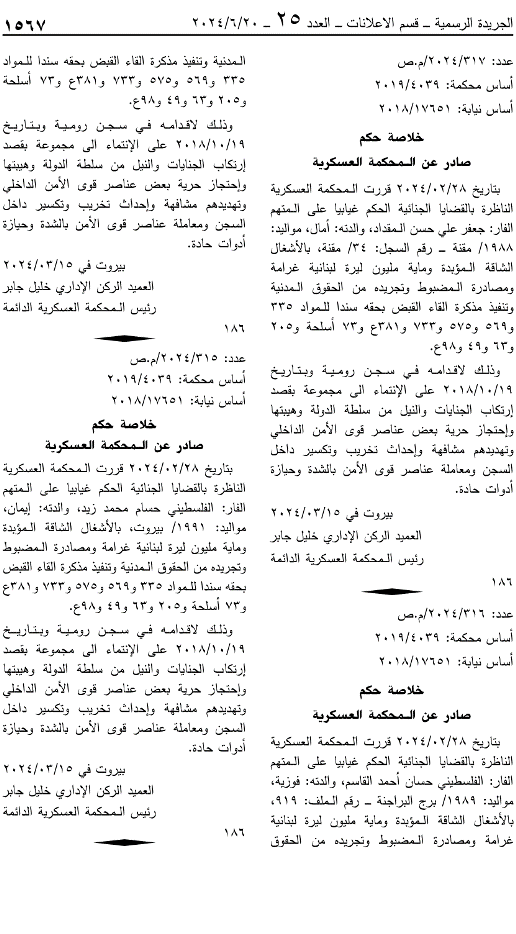 الجريدة الرسمية ــ قسم الاعلانات ــ العدد ٢٥ ــ ٢٠٢٤/٦/٢٠
١٥٦٧
عدد: ٢٠٢٤/٣١٧/م.ص
أساس محكمة: ٢٠١٩/٤٠٣٩
أساس نيابة: ٢٠١٨/١٧٦٥١
خلاصة حكم
صادر عن المحكمة العسكرية
بتاريخ ٢٠٢٤/٠٢/٢٨ قررت المحكمة العسكرية
الناظرة بالقضايا الجنائية الحكم غيابيا على المتهم
الفار: جعفر علي حسن المقداد، والدته: أمال، مواليد:
١٩٨٨/ مقنة ــ رقم السجل: ٣٤/ مقنة، بالأشغال
الشاقة المؤبدة وماية مليون ليرة لبنانية غرامة
ومصادرة المضبوط وتجريده من الحقوق المدنية
وتنفيذ مذكرة القاء القبض بحقه سندا للمواد ٣٣٥
و٥٦٩ و٥٧٥ و٧٣٣ و٣٨١ع و٧٣ أسلحة و٢٠٥
و٦٣ و٤٩ و٩٨ع.
وذلك لاقدامه في سجن رومية وبتاريخ
٢٠١٨/١٠/١٩ على الإنتماء الى مجموعة بقصد
إرتكاب الجنايات والنيل من سلطة الدولة وهيبتها
وإحتجاز حرية بعض عناصر قوى الأمن الداخلي
وتهديدهم مشافهة وإحداث تخريب وتكسير داخل
السجن ومعاملة عناصر قوى الأمن بالشدة وحيازة
أدوات حادة.
بيروت في ٢٠٢٤/٠٣/١٥
العميد الركن الإداري خليل جابر
رئيس المحكمة العسكرية الدائمة
١٨٦
عدد: ٢٠٢٤/٣١٦/م.ص
أساس محكمة: ٢٠١٩/٤٠٣٩
أساس نيابة: ٢٠١٨/١٧٦٥١
خلاصة حكم
صادر عن المحكمة العسكرية
بتاريخ ٢٠٢٤/٠٢/٢٨ قررت المحكمة العسكرية
الناظرة بالقضايا الجنائية الحكم غيابيا على المتهم
الفار: الفلسطيني حسان أحمد القاسم، والدته: فوزية،
مواليد: ١٩٨٩/ برج البراجنة ــ رقم الملف: ٩١٩،
بالأشغال الشاقة المؤبدة وماية مليون ليرة لبنانية
غرامة ومصادرة المضبوط وتجريده من الحقوق
المدنية وتنفيذ مذكرة القاء القبض بحقه سندا للمواد
٣٣٥ و٥٦٩ و٥٧٥ و٧٣٣ و٣٨١ع و٧٣ أسلحة
و٢٠٥ و٦٣ و٤٩ و٩٨ع.
وذلك لاقدامه في سجن رومية وبتاريخ
٢٠١٨/١٠/١٩ على الإنتماء الى مجموعة بقصد
إرتكاب الجنايات والنيل من سلطة الدولة وهيبتها
وإحتجاز حرية بعض عناصر قوى الأمن الداخلي
وتهديدهم مشافهة وإحداث تخريب وتكسير داخل
السجن ومعاملة عناصر قوى الأمن بالشدة وحيازة
أدوات حادة.
بيروت في ٢٠٢٤/٠٣/١٥
العميد الركن الإداري خليل جابر
رئيس المحكمة العسكرية الدائمة
١٨٦
عدد: ٢٠٢٤/٣١٥/م.ص
أساس محكمة: ٢٠١٩/٤٠٣٩
أساس نيابة: ٢٠١٨/١٧٦٥١
خلاصة حكم
صادر عن المحكمة العسكرية
بتاريخ ٢٠٢٤/٠٢/٢٨ قررت المحكمة العسكرية
الناظرة بالقضايا الجنائية الحكم غيابيا على المتهم
الفار: الفلسطيني حسام محمد زيد، والدته: إيمان،
مواليد: ١٩٩١/ بيروت، بالأشغال الشاقة المؤبدة
وماية مليون ليرة لبنانية غرامة ومصادرة المضبوط
وتجريده من الحقوق المدنية وتنفيذ مذكرة القاء القبض
بحقه سندا للمواد ٣٣٥ و٥٦٩ و٥٧٥ و٧٣٣ و٣٨١ع
و٧٣ أسلحة و٢٠٥ و٦٣ و٤٩ و٩٨ع.
وذلك لاقدامه في سجن رومية وبتاريخ
٢٠١٨/١٠/١٩ على الإنتماء الى مجموعة بقصد
إرتكاب الجنايات والنيل من سلطة الدولة وهيبتها
وإحتجاز حرية بعض عناصر قوى الأمن الداخلي
وتهديدهم مشافهة وإحداث تخريب وتكسير داخل
السجن ومعاملة عناصر قوى الأمن بالشدة وحيازة
أدوات حادة.
بيروت في ٢٠٢٤/٠٣/١٥
العميد الركن الإداري خليل جابر
رئيس المحكمة العسكرية الدائمة
١٨٦